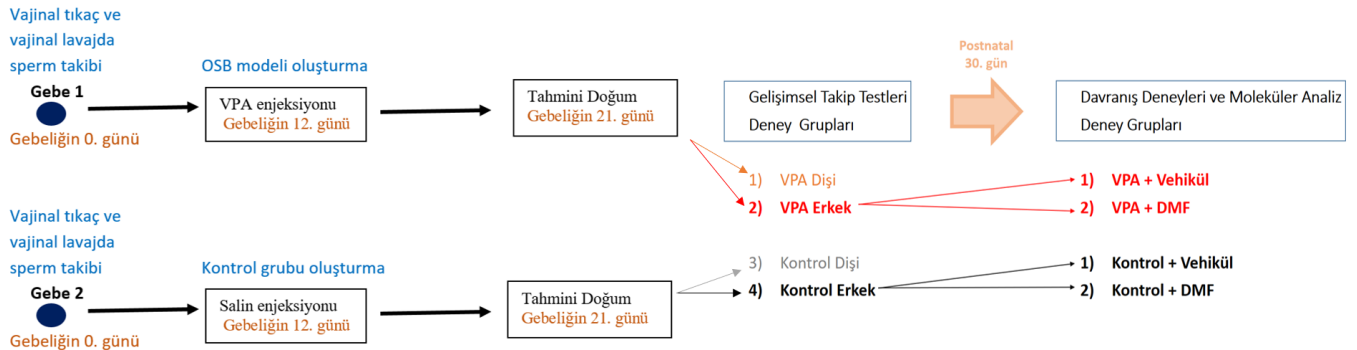 Vajinal tıkaç ve
vajinal lavajda
sperm takibi
Gebe 1
Gebeliğin 0. günü
OSB modeli oluşturma
VPA enjeksiyonu
Gebeliğin 12. günü
Tahmini Doğum
Gebeliğin 21. günü
Gelişimsel Takip Testleri
Deney Grupları
Postnatal
30. gün
Davranış Deneyleri ve Moleküler Analiz
Deney Grupları
1) VPA Dişi
2) VPA Erkek
1) VPA + Vehikül
2) VPA + DMF
Vajinal tıkaç ve
vajinal lavajda
sperm takibi
Gebe 2
Gebeliğin 0. günü
Kontrol grubu oluşturma
Salin enjeksiyonu
Gebeliğin 12. günü
Tahmini Doğum
Gebeliğin 21. günü
3) Kontrol Dişi
4) Kontrol Erkek
1) Kontrol + Vehikül
2) Kontrol + DMF